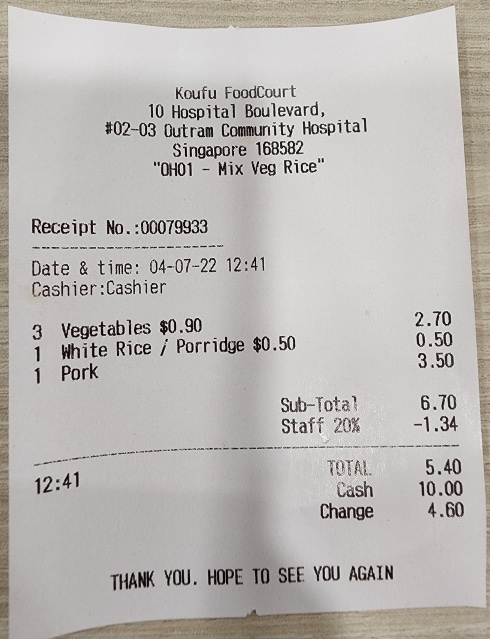 Koufu FoodCourt
10 Hospital Boulevard,
#02-03 Outram Community Hospital
Singapore 168582
"OH01 - Mix Veg Rice"
Receipt No.:00079933
------------------------
Date & time: 04-07-22 12:41
Cashier:Cashier
3 Vegetables $0.90 2.70
1 White Rice / Porridge $0.50 0.50
1 Pork 3.50
Sub-Total 6.70
Staff 20% -1.34
------------------------
TOTAL 5.40
12:41 Cash 10.00
Change 4.60
THANK YOU. HOPE TO SEE YOU AGAIN